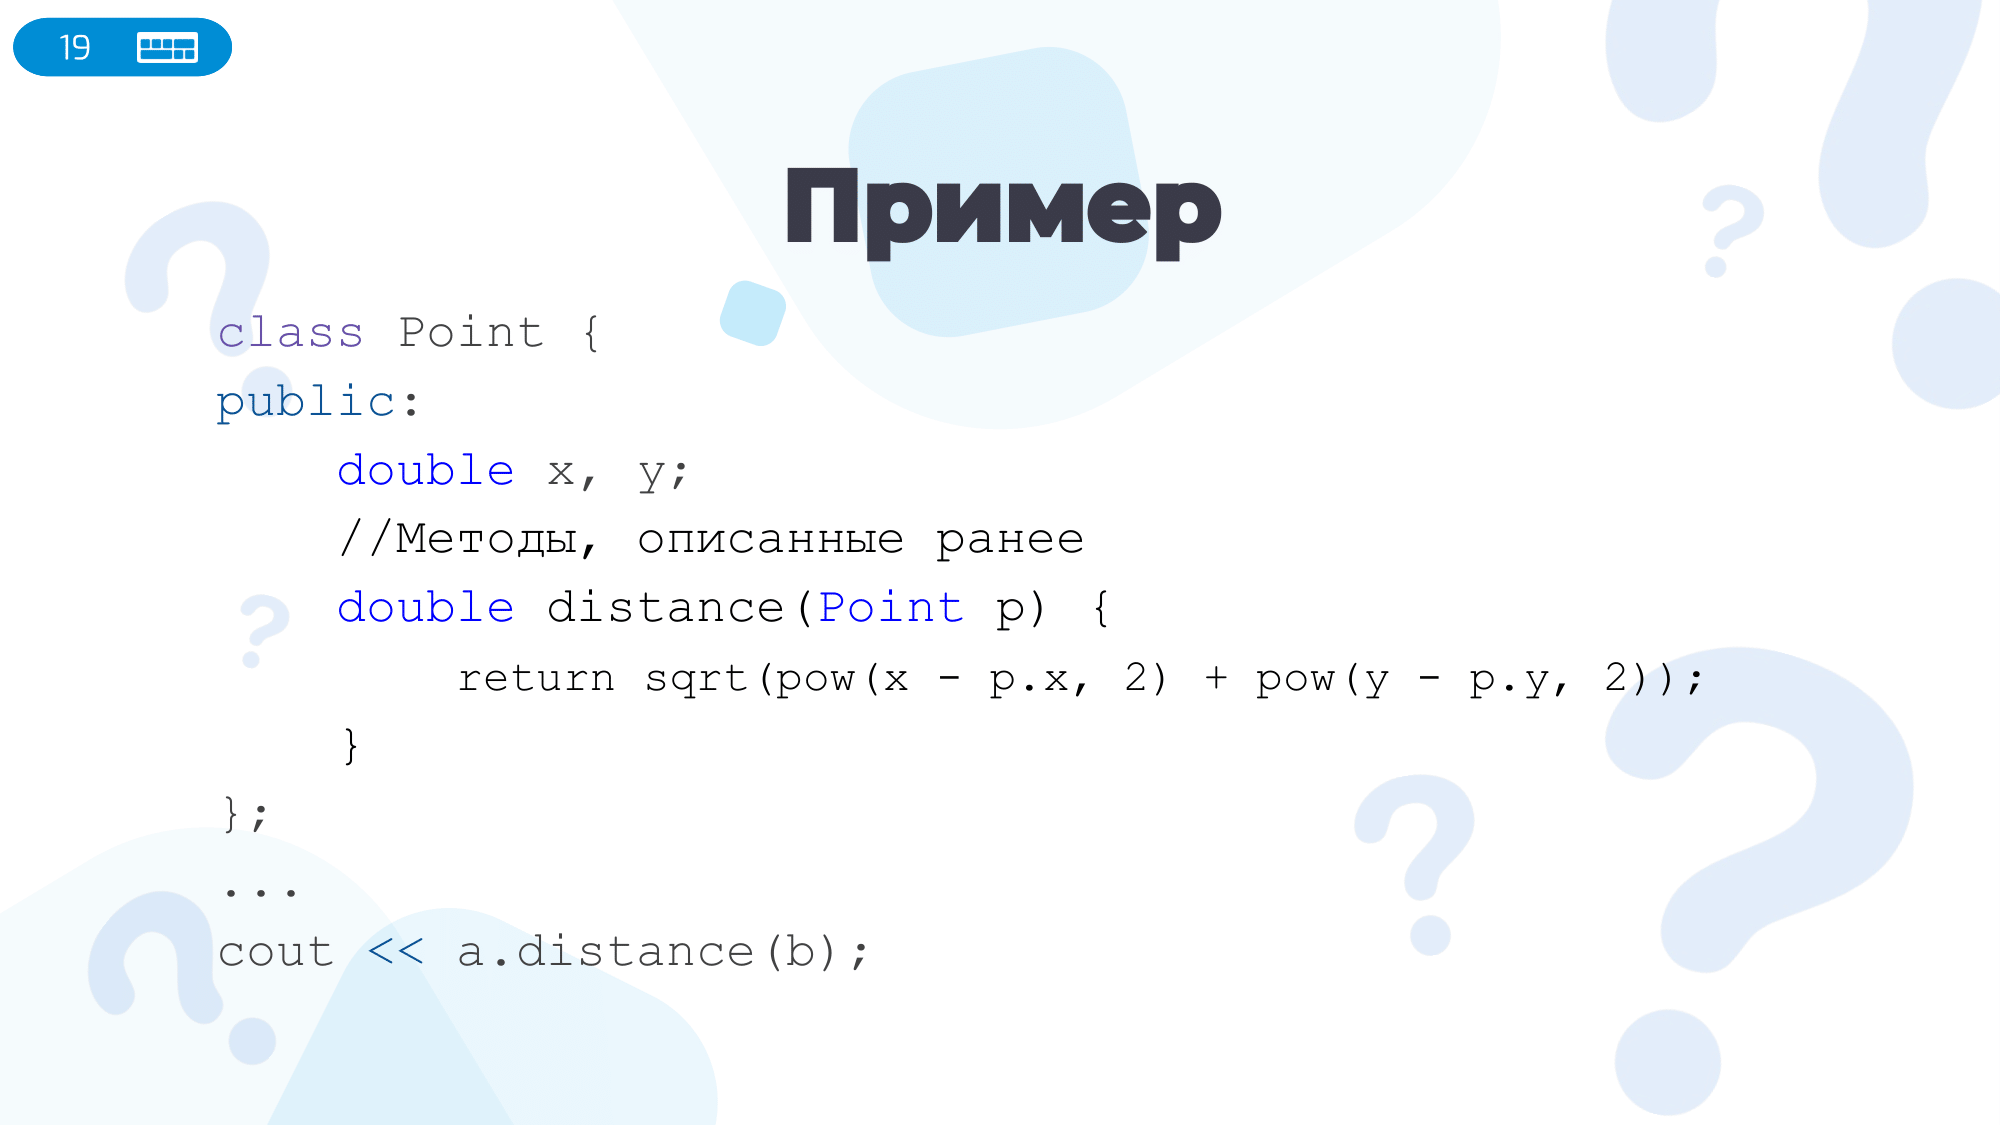 19
Пример
class Point {
public:
    double x, y;
    //Методы, описанные ранее
    double distance(Point p) {
        return sqrt(pow(x - p.x, 2) + pow(y - p.y, 2));
    }
};
...
cout << a.distance(b);